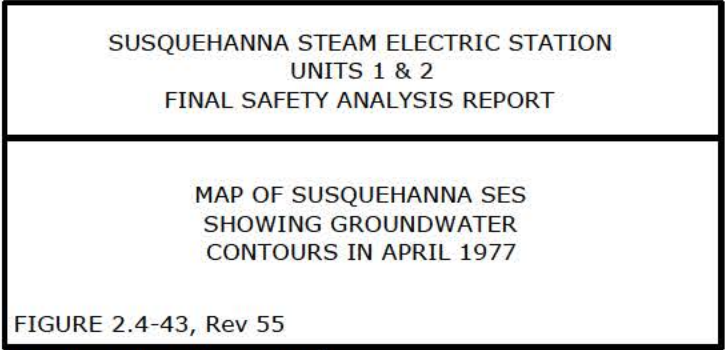 SUSQUEHANNA STEAM ELECTRIC STATION
UNITS 1 & 2
FINAL SAFETY ANALYSIS REPORT
MAP OF SUSQUEHANNA SES
SHOWING GROUNDWATER
CONTOURS IN APRIL 1977
FIGURE 2.4-43, Rev 55